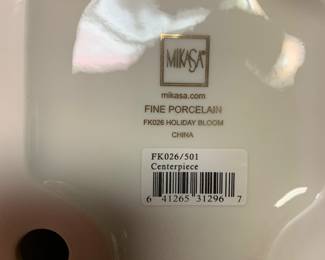 MIKASA
mikasa.com
FINE PORCELAIN
FK026 HOLIDAY BLOOM
CHINA
FK026/501
Centerpiece
6 41265 31296 7